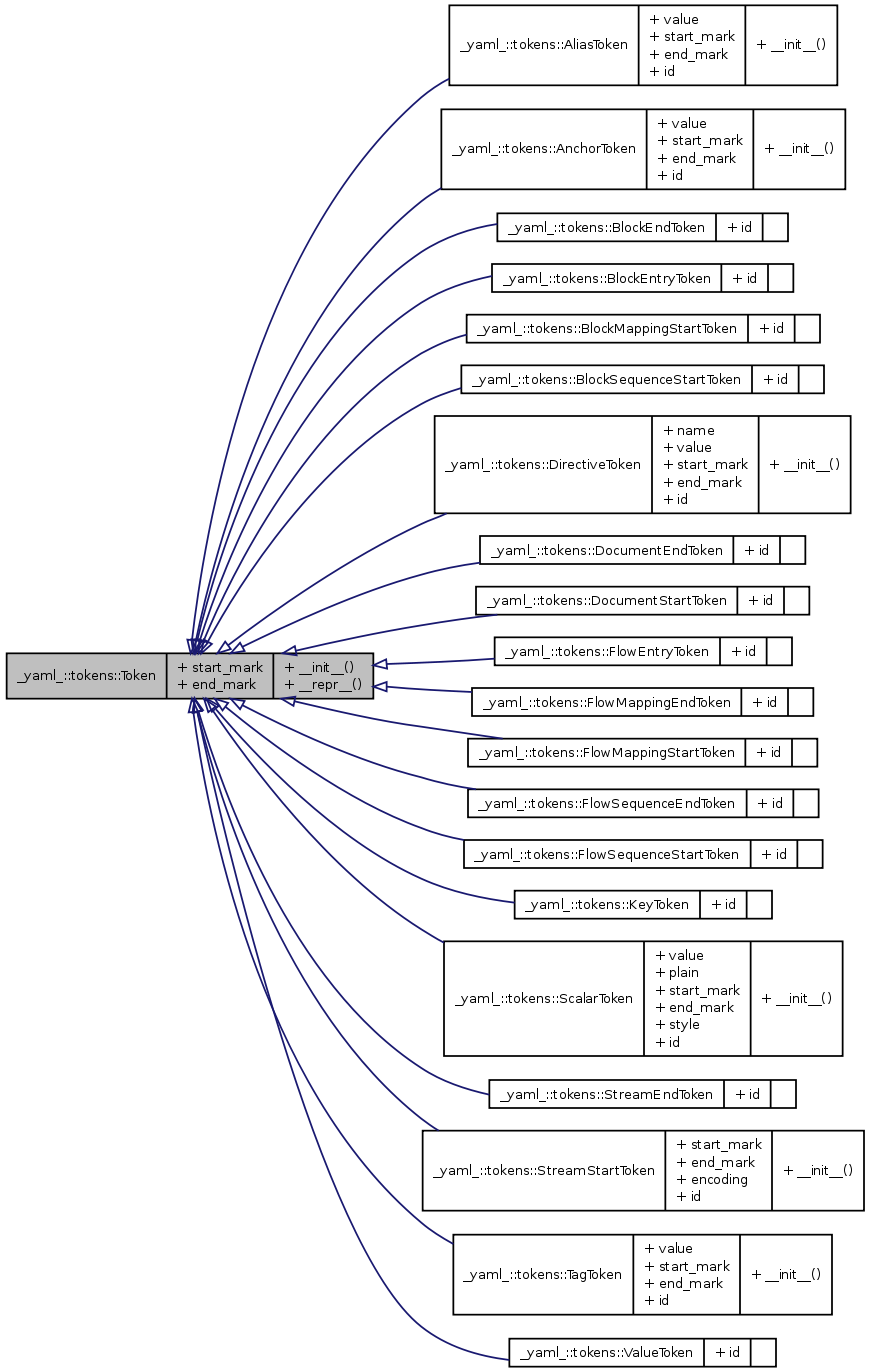 _yaml_::tokens::AliasToken
+ value
+ start_mark
+ end_mark
+ id
+ __init__()
_yaml_::tokens::AnchorToken
+ value
+ start_mark
+ end_mark
+ id
+ __init__()
_yaml_::tokens::BlockEndToken
+ id
_yaml_::tokens::BlockEntryToken
+ id
_yaml_::tokens::BlockMappingStartToken
+ id
_yaml_::tokens::BlockSequenceStartToken
+ id
_yaml_::tokens::DirectiveToken
+ name
+ value
+ start_mark
+ end_mark
+ id
+ __init__()
_yaml_::tokens::DocumentEndToken
+ id
_yaml_::tokens::DocumentStartToken
+ id
_yaml_::tokens::Token
+ start_mark
+ end_mark
+ __init__()
+ __repr__()
_yaml_::tokens::FlowEntryToken
+ id
_yaml_::tokens::FlowMappingEndToken
+ id
_yaml_::tokens::FlowMappingStartToken
+ id
_yaml_::tokens::FlowSequenceEndToken
+ id
_yaml_::tokens::FlowSequenceStartToken
+ id
_yaml_::tokens::KeyToken
+ id
_yaml_::tokens::ScalarToken
+ value
+ plain
+ start_mark
+ end_mark
+ style
+ id
+ __init__()
_yaml_::tokens::StreamEndToken
+ id
_yaml_::tokens::StreamStartToken
+ start_mark
+ end_mark
+ encoding
+ id
+ __init__()
_yaml_::tokens::TagToken
+ value
+ start_mark
+ end_mark
+ id
+ __init__()
_yaml_::tokens::ValueToken
+ id